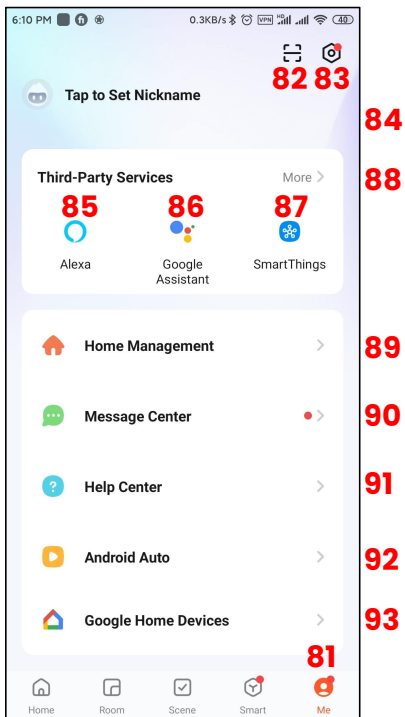 6:10 PM 0.3KB/s VPN HD 40
82 83
Tap to Set Nickname
84
Third-Party Services More
88
85 86 87
Alexa Google Assistant SmartThings
Home Management
89
Message Center
90
Help Center
91
Android Auto
92
Google Home Devices
93
81
Home Room Scene Smart Me